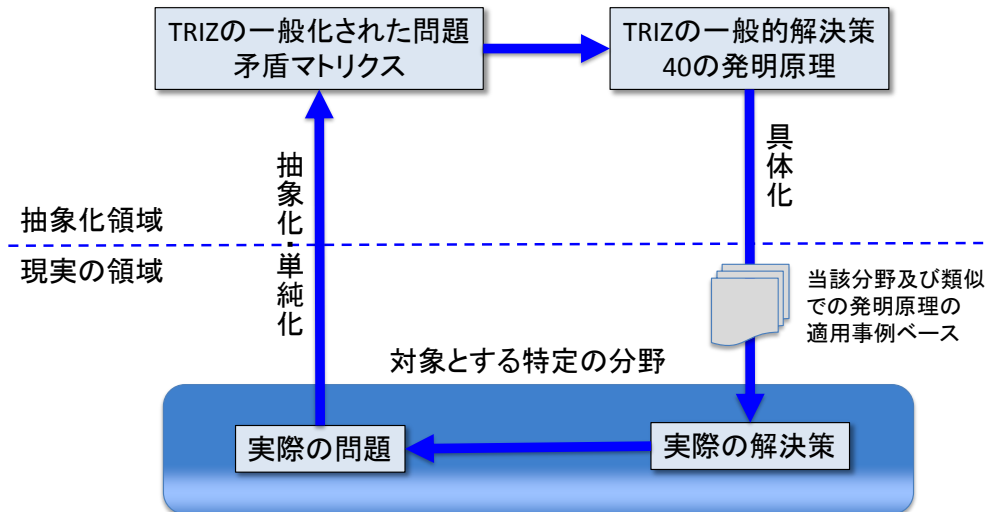 TRIZの一般化された問題
矛盾マトリクス
TRIZの一般的解決策
40の発明原理
抽象化・単純化
具体化
抽象化領域
現実の領域
当該分野及び類似
での発明原理の
適用事例ベース
対象とする特定の分野
実際の問題
実際の解決策